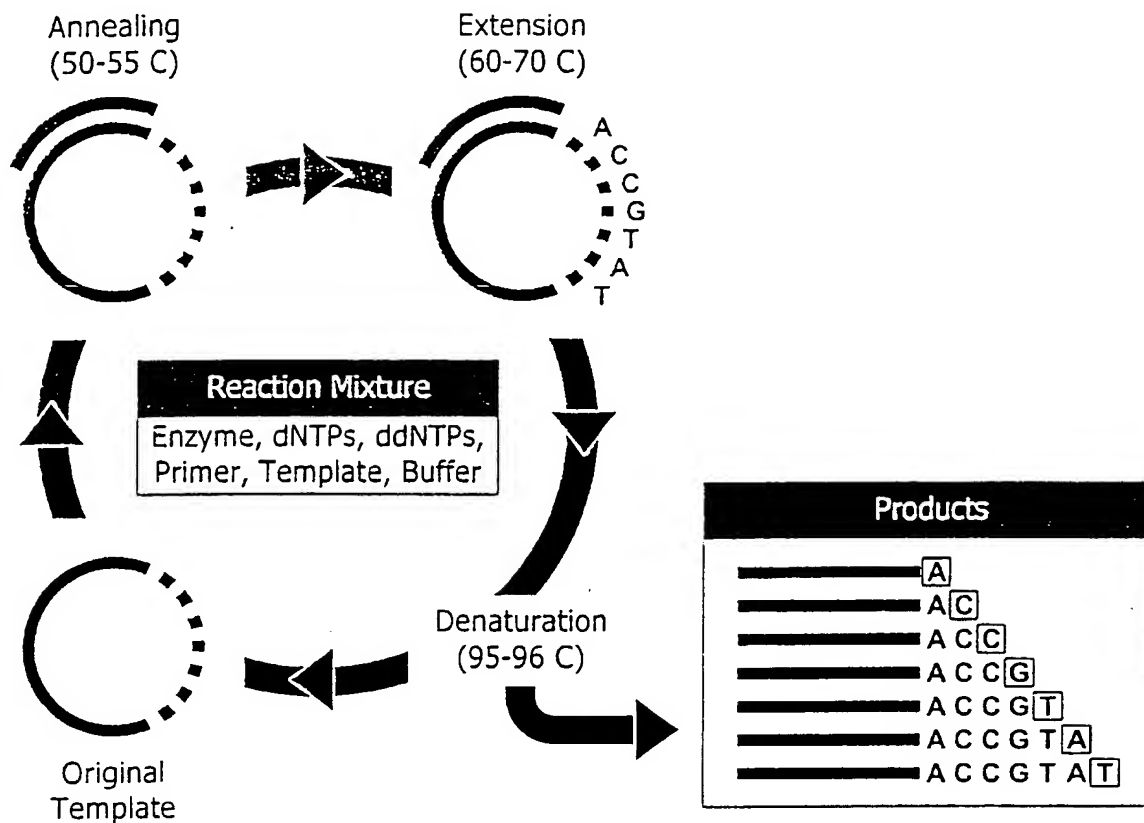 Annealing
(50-55 C)
Extension
(60-70 C)
A
C
C
G
T
A
T
Reaction Mixture
Enzyme, dNTPs, ddNTPs,
Primer, Template, Buffer
Original
Template
Denaturation
(95-96 C)
Products
A
A C
A C C
A C C G
A C C G T
A C C G T A
A C C G T A T